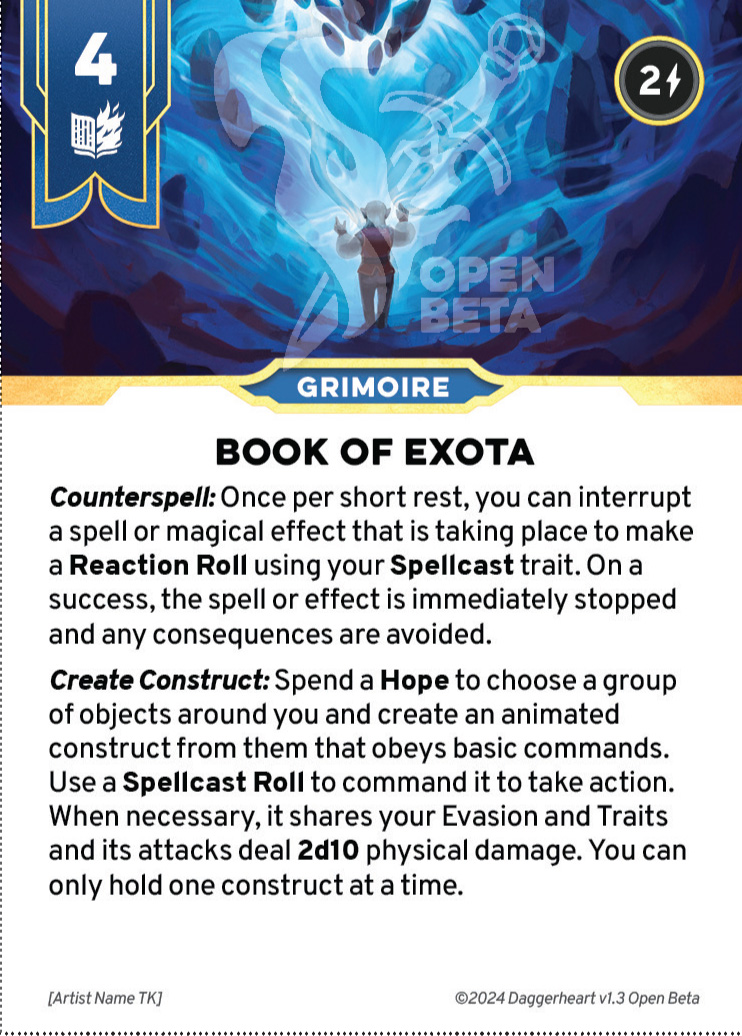 4
2
OPEN
BETA
GRIMOIRE
BOOK OF EXOTA
Counterspell: Once per short rest, you can interrupt
a spell or magical effect that is taking place to make
a Reaction Roll using your Spellcast trait. On a
success, the spell or effect is immediately stopped
and any consequences are avoided.
Create Construct: Spend a Hope to choose a group
of objects around you and create an animated
construct from them that obeys basic commands.
Use a Spellcast Roll to command it to take action.
When necessary, it shares your Evasion and Traits
and its attacks deal 2d10 physical damage. You can
only hold one construct at a time.
[Artist Name TK]
©2024 Daggerheart v1.3 Open Beta